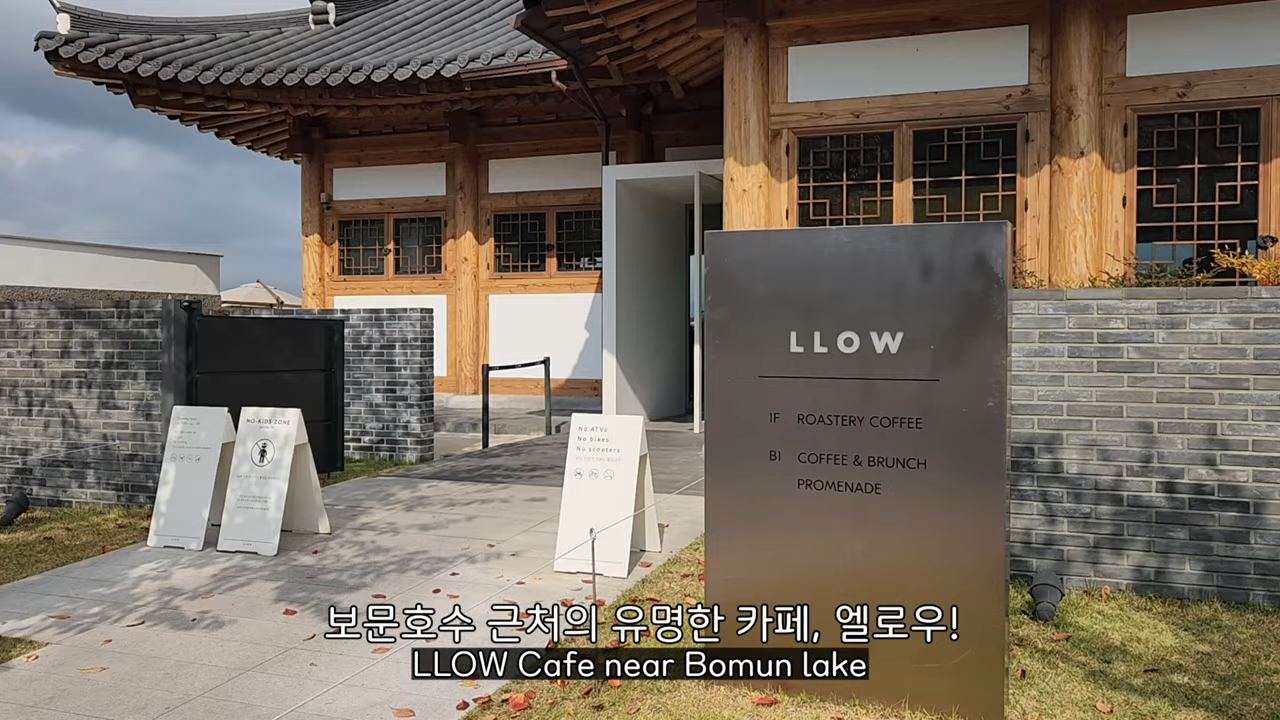 LLOW
1F ROASTERY COFFEE
B1 COFFEE & BRUNCH
PROMENADE
NO-KIDS ZONE
No ATVs
No bikes
No scooters
보문호수 근처의 유명한 카페, 엘로우!
LLOW Cafe near Bomun lake